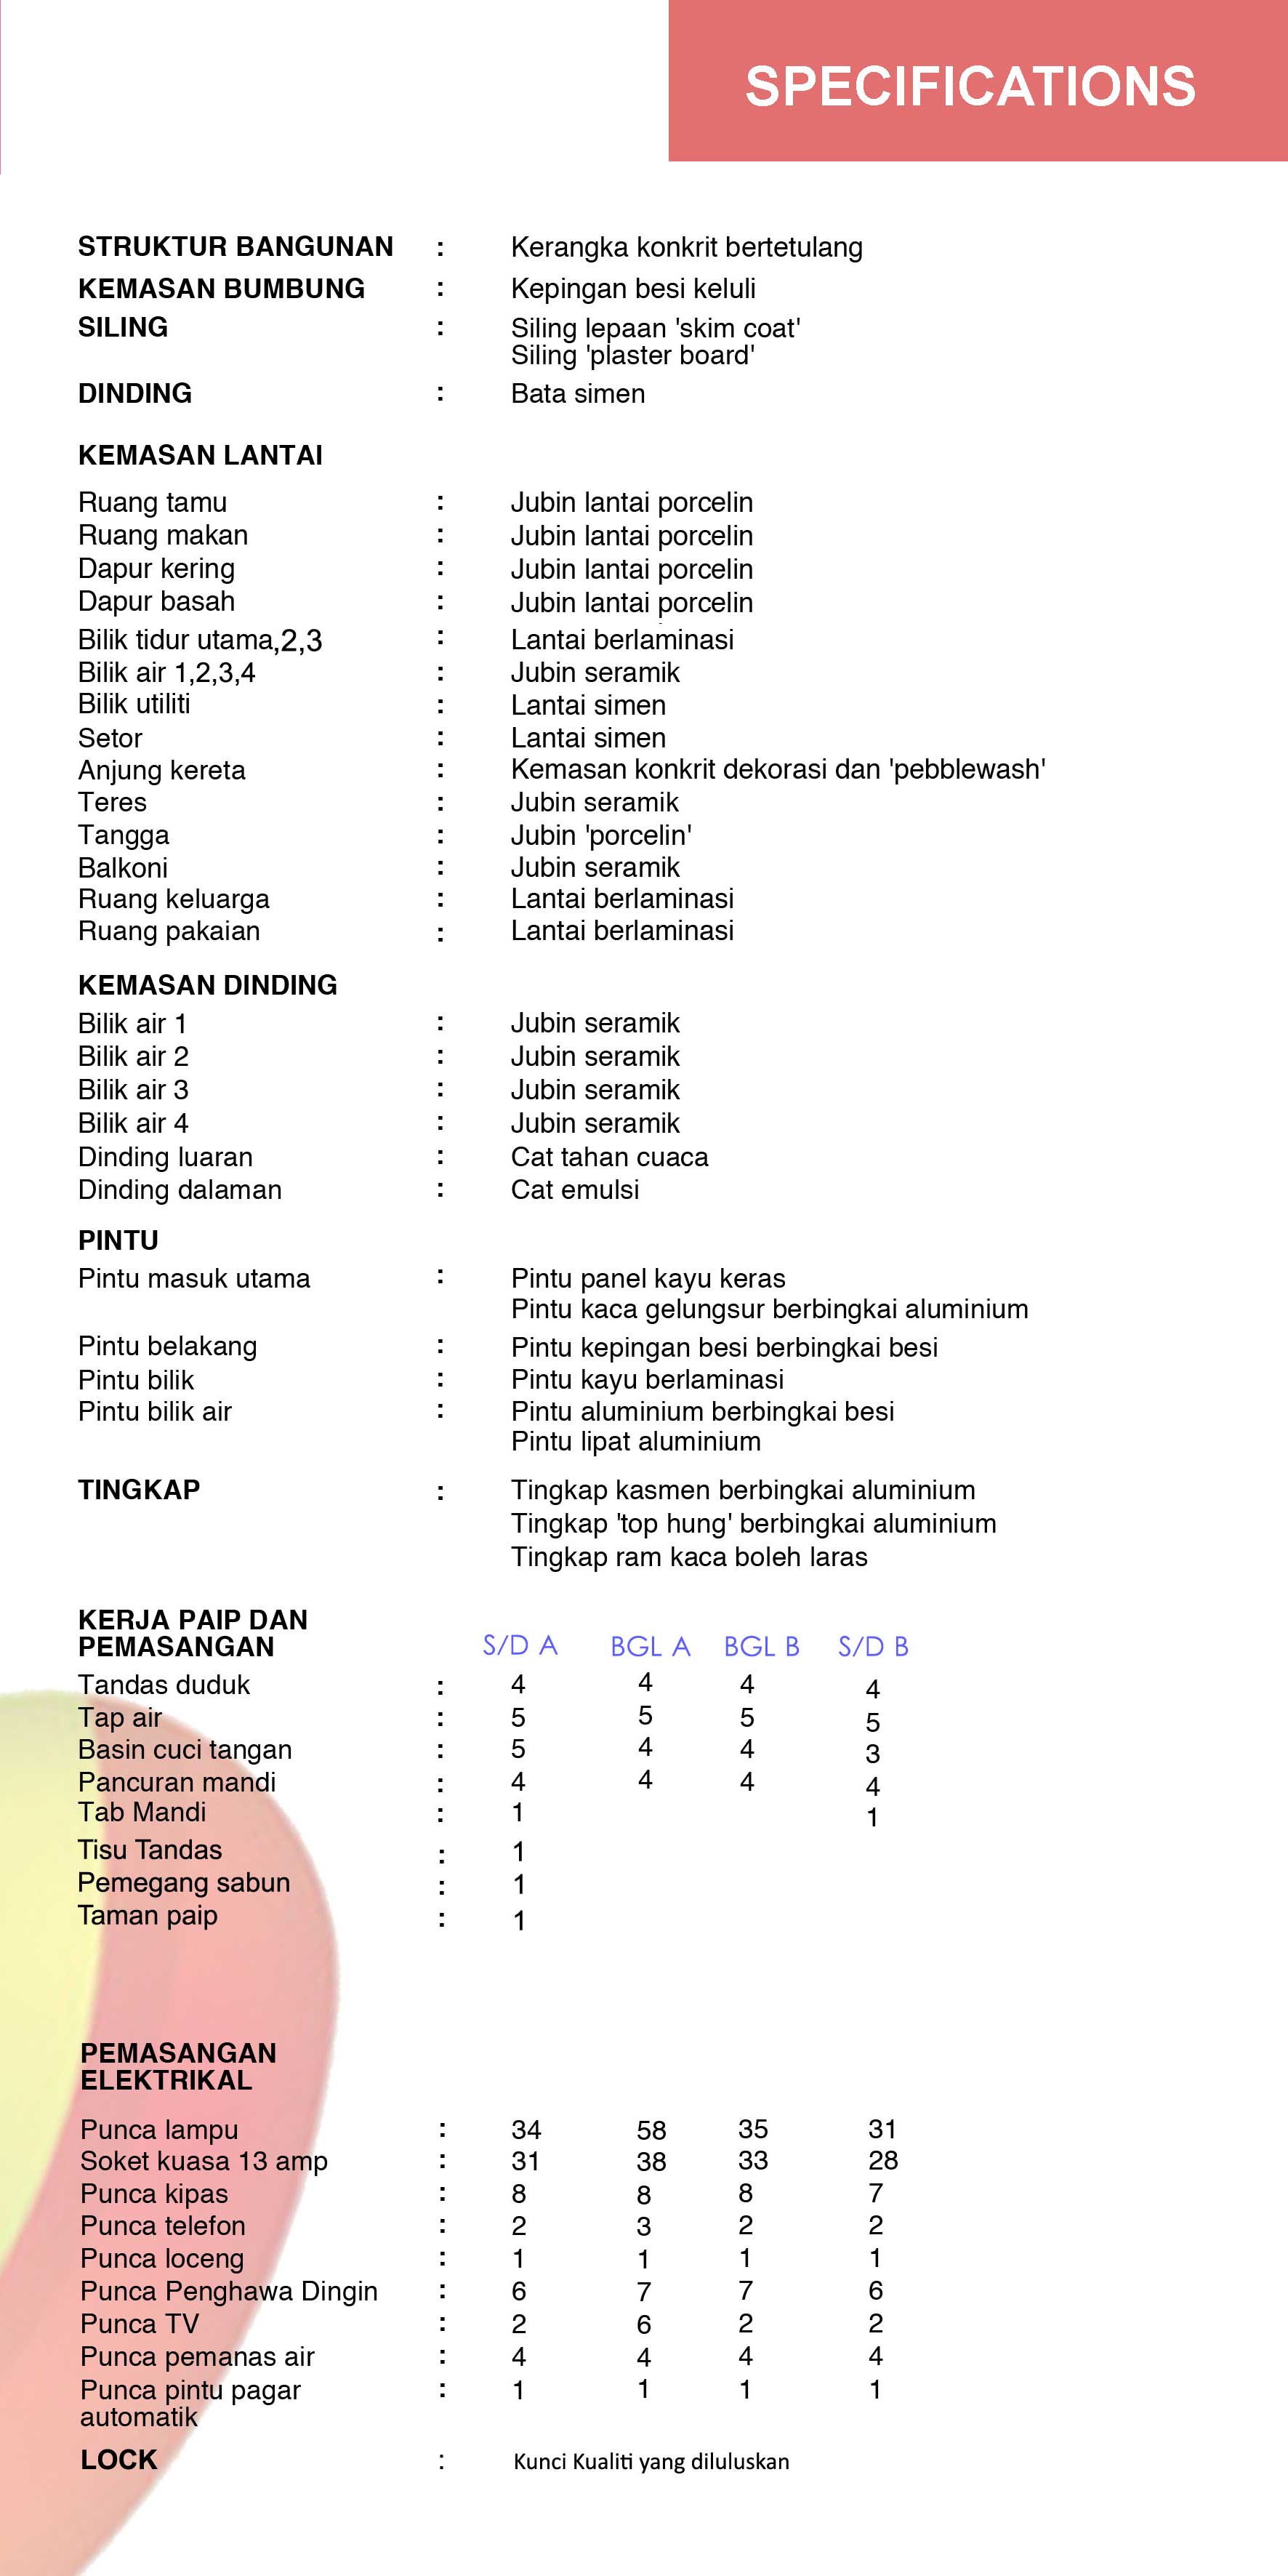 SPECIFICATIONS
STRUKTUR BANGUNAN : Kerangka konkrit bertetulang
KEMASAN BUMBUNG : Kepingan besi keluli
SILING : Siling lepaan 'skim coat'
Siling 'plaster board'
DINDING : Bata simen
KEMASAN LANTAI
Ruang tamu : Jubin lantai porcelin
Ruang makan : Jubin lantai porcelin
Dapur kering : Jubin lantai porcelin
Dapur basah : Jubin lantai porcelin
Bilik tidur utama,2,3 : Lantai berlaminasi
Bilik air 1,2,3,4 : Jubin seramik
Bilik utiliti : Lantai simen
Setor : Lantai simen
Anjung kereta : Kemasan konkrit dekorasi dan 'pebblewash'
Teres : Jubin seramik
Tangga : Jubin 'porcelin'
Balkoni : Jubin seramik
Ruang keluarga : Lantai berlaminasi
Ruang pakaian : Lantai berlaminasi
KEMASAN DINDING
Bilik air 1 : Jubin seramik
Bilik air 2 : Jubin seramik
Bilik air 3 : Jubin seramik
Bilik air 4 : Jubin seramik
Dinding luaran : Cat tahan cuaca
Dinding dalaman : Cat emulsi
PINTU
Pintu masuk utama : Pintu panel kayu keras
Pintu kaca gelungsur berbingkai aluminium
Pintu belakang : Pintu kepingan besi berbingkai besi
Pintu bilik : Pintu kayu berlaminasi
Pintu bilik air : Pintu aluminium berbingkai besi
Pintu lipat aluminium
TINGKAP : Tingkap kasmen berbingkai aluminium
Tingkap 'top hung' berbingkai aluminium
Tingkap ram kaca boleh laras
KERJA PAIP DAN
PEMASANGAN S/D A BGL A BGL B S/D B
Tandas duduk : 4 4 4 4
Tap air : 5 5 5 5
Basin cuci tangan : 5 4 4 3
Pancuran mandi : 4 4 4 4
Tab Mandi : 1 1
Tisu Tandas : 1
Pemegang sabun : 1
Taman paip : 1
PEMASANGAN
ELEKTRIKAL
Punca lampu : 34 58 35 31
Soket kuasa 13 amp : 31 38 33 28
Punca kipas : 8 8 8 7
Punca telefon : 2 3 2 2
Punca loceng : 1 1 1 1
Punca Penghawa Dingin : 6 7 7 6
Punca TV : 2 6 2 2
Punca pemanas air : 4 4 4 4
Punca pintu pagar : 1 1 1 1
automatik
LOCK : Kunci Kualiti yang diluluskan